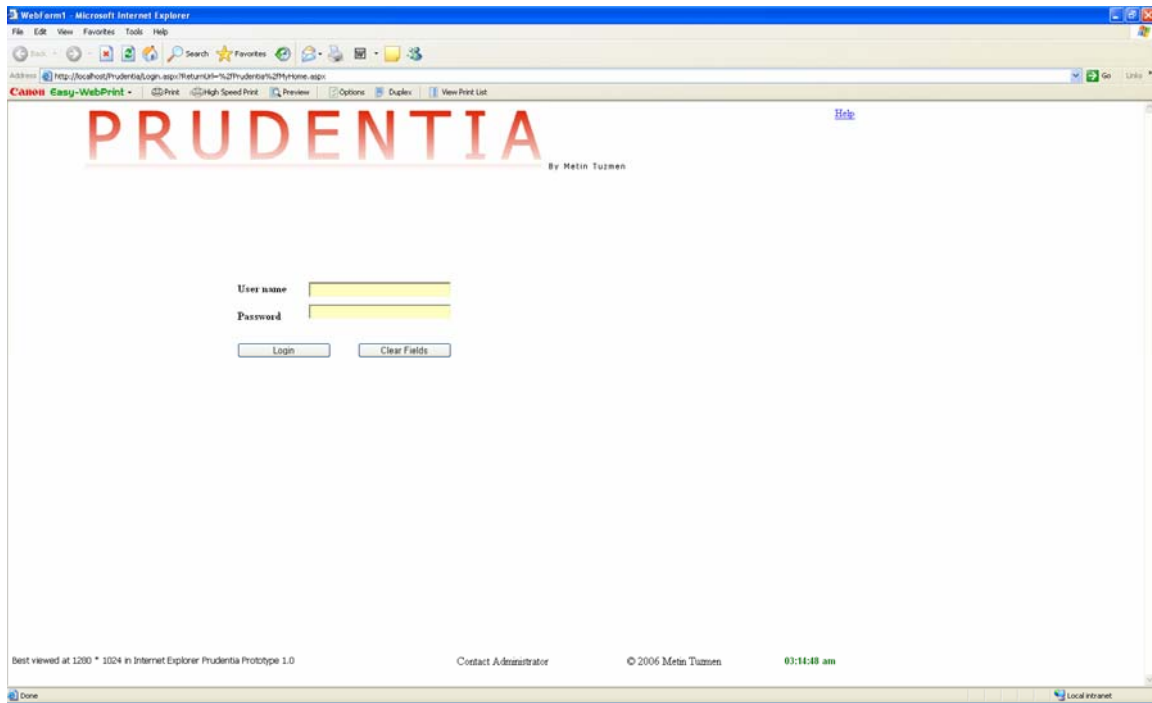 WebForm1 - Microsoft Internet Explorer
File Edit View Favorites Tools Help
Back Search Favorites
Address http://localhost/Prudentia/Login.aspx?ReturnUrl=%2fPrudentia%2fMyHome.aspx Go Links
Canon Easy-WebPrint Print High Speed Print Preview Options Duplex View Print List
PRUDENTIA
Help
By Metin Tuzmen
User name
Password
Login Clear Fields
Best viewed at 1280 * 1024 in Internet Explorer Prudentia Prototype 1.0 Contact Administrator © 2006 Metin Tuzmen 03:14:48 am
Done Local intranet